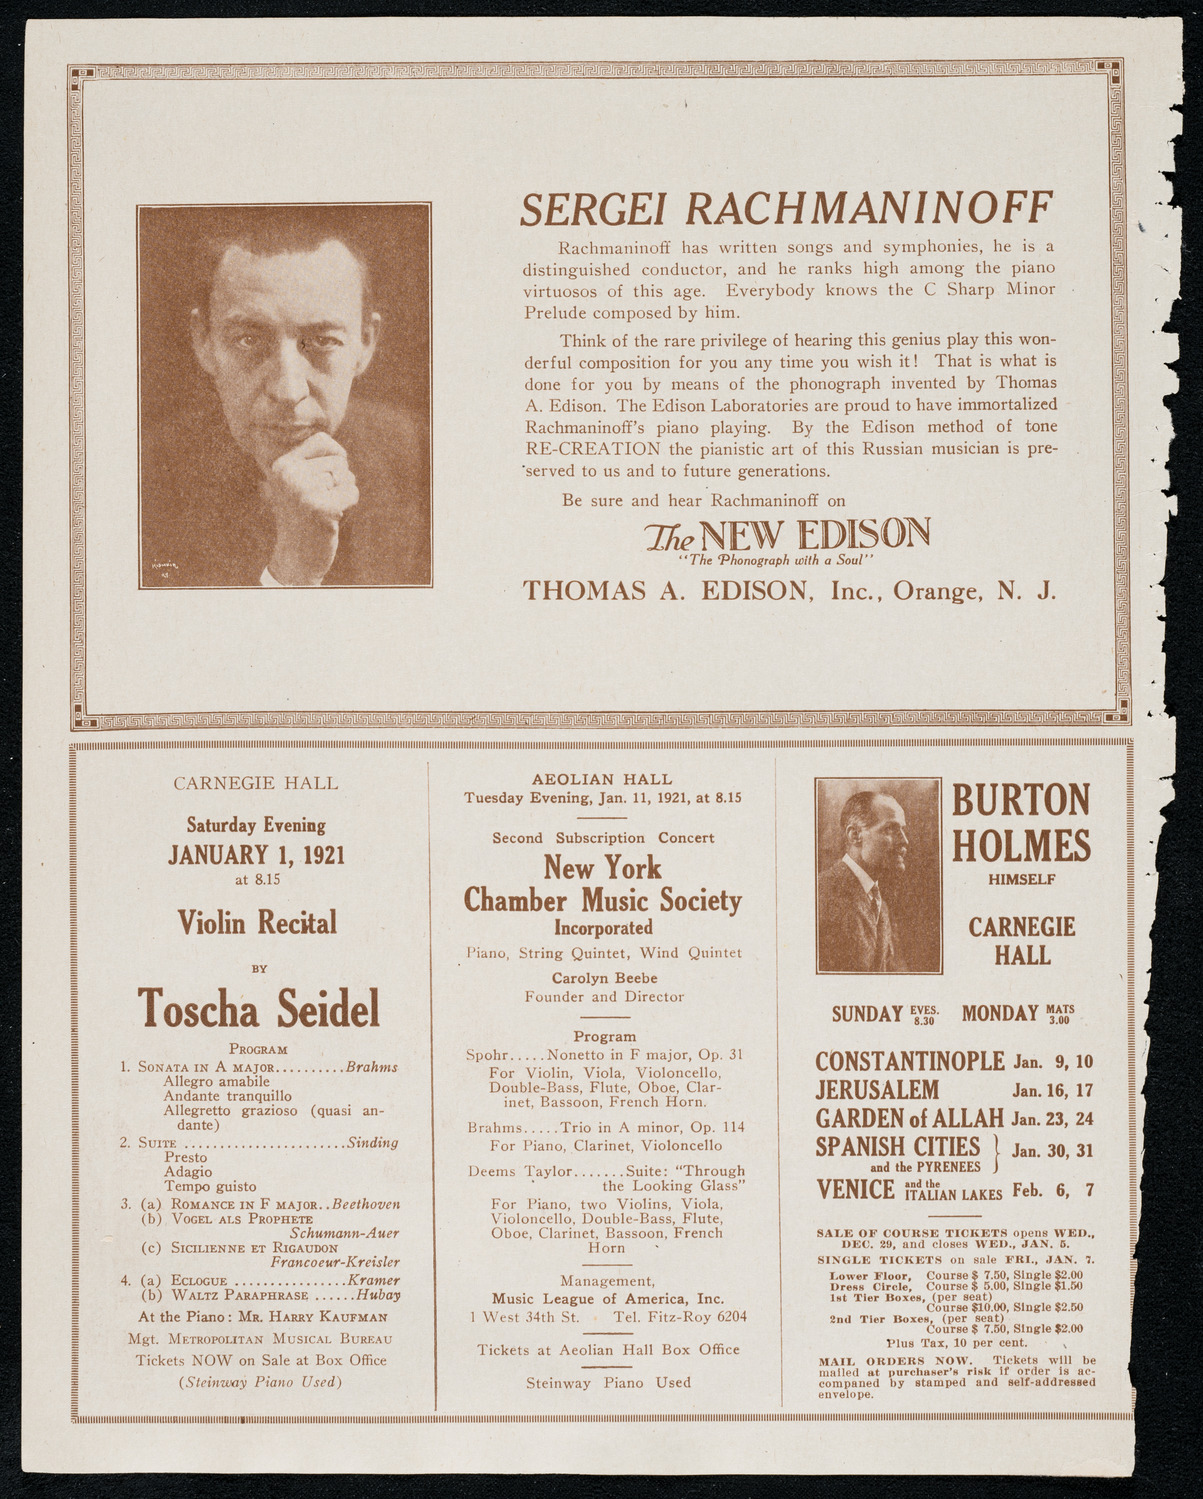 SERGEI RACHMANINOFF
Rachmaninoff has written songs and symphonies, he is a
distinguished conductor, and he ranks high among the piano
virtuosos of this age. Everybody knows the C Sharp Minor
Prelude composed by him.
Think of the rare privilege of hearing this genius play this won-
derful composition for you any time you wish it! That is what is
done for you by means of the phonograph invented by Thomas
A. Edison. The Edison Laboratories are proud to have immortalized
Rachmaninoff's piano playing. By the Edison method of tone
RE-CREATION the pianistic art of this Russian musician is pre-
served to us and to future generations.
Be sure and hear Rachmaninoff on
The NEW EDISON
"The Phonograph with a Soul"
THOMAS A. EDISON, Inc., Orange, N. J.
CARNEGIE HALL
Saturday Evening
JANUARY 1, 1921
at 8.15
Violin Recital
BY
Toscha Seidel
PROGRAM
1. SONATA IN A MAJOR..........Brahms
Allegro amabile
Andante tranquillo
Allegretto grazioso (quasi an-
dante)
2. SUITE .......................Sinding
Presto
Adagio
Tempo guisto
3. (a) ROMANCE IN F MAJOR..Beethoven
(b) VOGEL ALS PROPHETE
Schumann-Auer
(c) SICILIENNE ET RIGAUDON
Francoeur-Kreisler
4. (a) ECLOGUE ................Kramer
(b) WALTZ PARAPHRASE ......Hubay
At the Piano: MR. HARRY KAUFMAN
Mgt. METROPOLITAN MUSICAL BUREAU
Tickets NOW on Sale at Box Office
(Steinway Piano Used)
AEOLIAN HALL
Tuesday Evening, Jan. 11, 1921, at 8.15
Second Subscription Concert
New York
Chamber Music Society
Incorporated
Piano, String Quintet, Wind Quintet
Carolyn Beebe
Founder and Director
Program
Spohr.....Nonetto in F major, Op. 31
For Violin, Viola, Violoncello,
Double-Bass, Flute, Oboe, Clar-
inet, Bassoon, French Horn.
Brahms.....Trio in A minor, Op. 114
For Piano, Clarinet, Violoncello
Deems Taylor.......Suite: "Through
the Looking Glass"
For Piano, two Violins, Viola,
Violoncello, Double-Bass, Flute,
Oboe, Clarinet, Bassoon, French
Horn
Management,
Music League of America, Inc.
1 West 34th St. Tel. Fitz-Roy 6204
Tickets at Aeolian Hall Box Office
Steinway Piano Used
BURTON
HOLMES
HIMSELF
CARNEGIE
HALL
SUNDAY EVES. 8.30 MONDAY MATS 3.00
CONSTANTINOPLE Jan. 9, 10
JERUSALEM Jan. 16, 17
GARDEN of ALLAH Jan. 23, 24
SPANISH CITIES
and the PYRENEES } Jan. 30, 31
VENICE and the ITALIAN LAKES Feb. 6, 7
SALE OF COURSE TICKETS opens WED.,
DEC. 29, and closes WED., JAN. 5.
SINGLE TICKETS on sale FRI., JAN. 7.
Lower Floor, Course $ 7.50, Single $2.00
Dress Circle, Course $ 5.00, Single $1.50
1st Tier Boxes, (per seat)
Course $10.00, Single $2.50
2nd Tier Boxes, (per seat)
Course $ 7.50, Single $2.00
Plus Tax, 10 per cent.
MAIL ORDERS NOW. Tickets will be
mailed at purchaser's risk if order is ac-
companed by stamped and self-addressed
envelope.